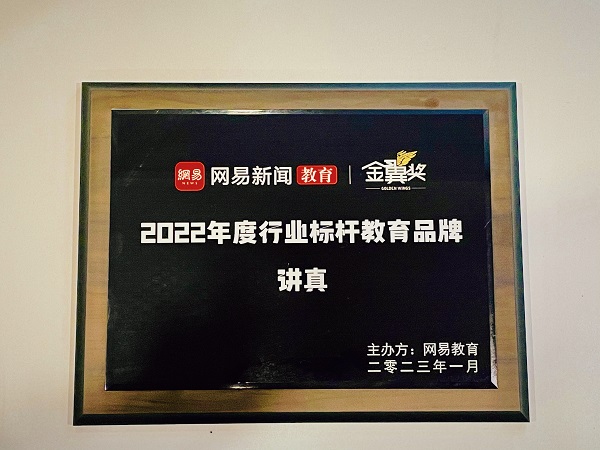 網易 NEWS 网易新闻 教育 | 金翼奖 GOLDEN WINGS
2022年度行业标杆教育品牌
讲真
主办方：网易教育
二零二三年一月